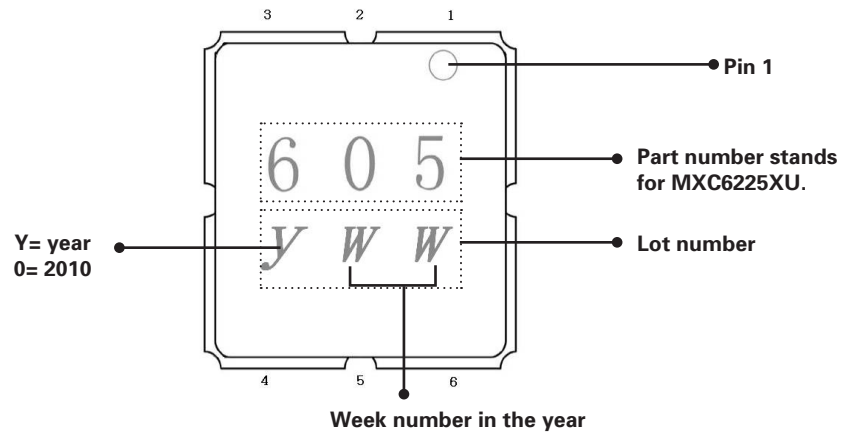 3 2 1
Pin 1
6 0 5
Part number stands
for MXC6225XU.
Y= year
0= 2010
y w w
Lot number
4 5 6
Week number in the year